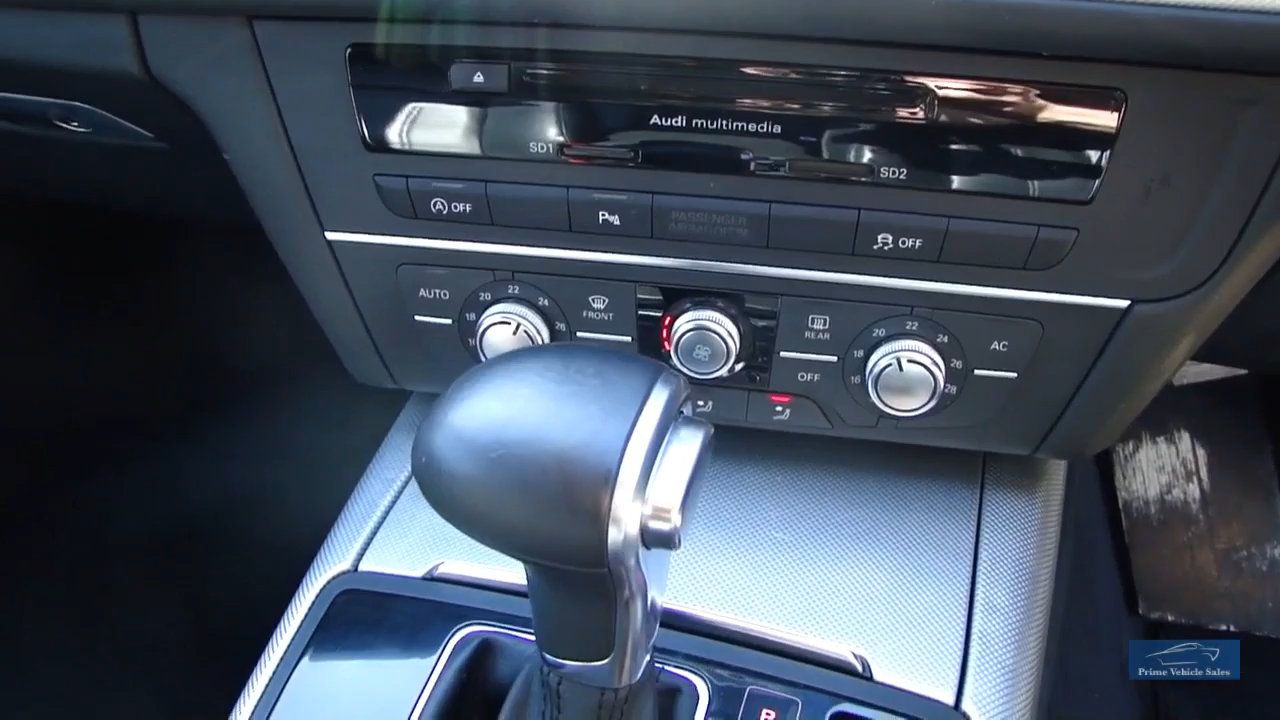 Audi multimedia
SD1
SD2
A OFF
P
PASSENGER
OFF
AUTO
18 20 22 24 26
FRONT
REAR
OFF
16 18 20 22 24 26 28
AC
P
Prime Vehicle Sales